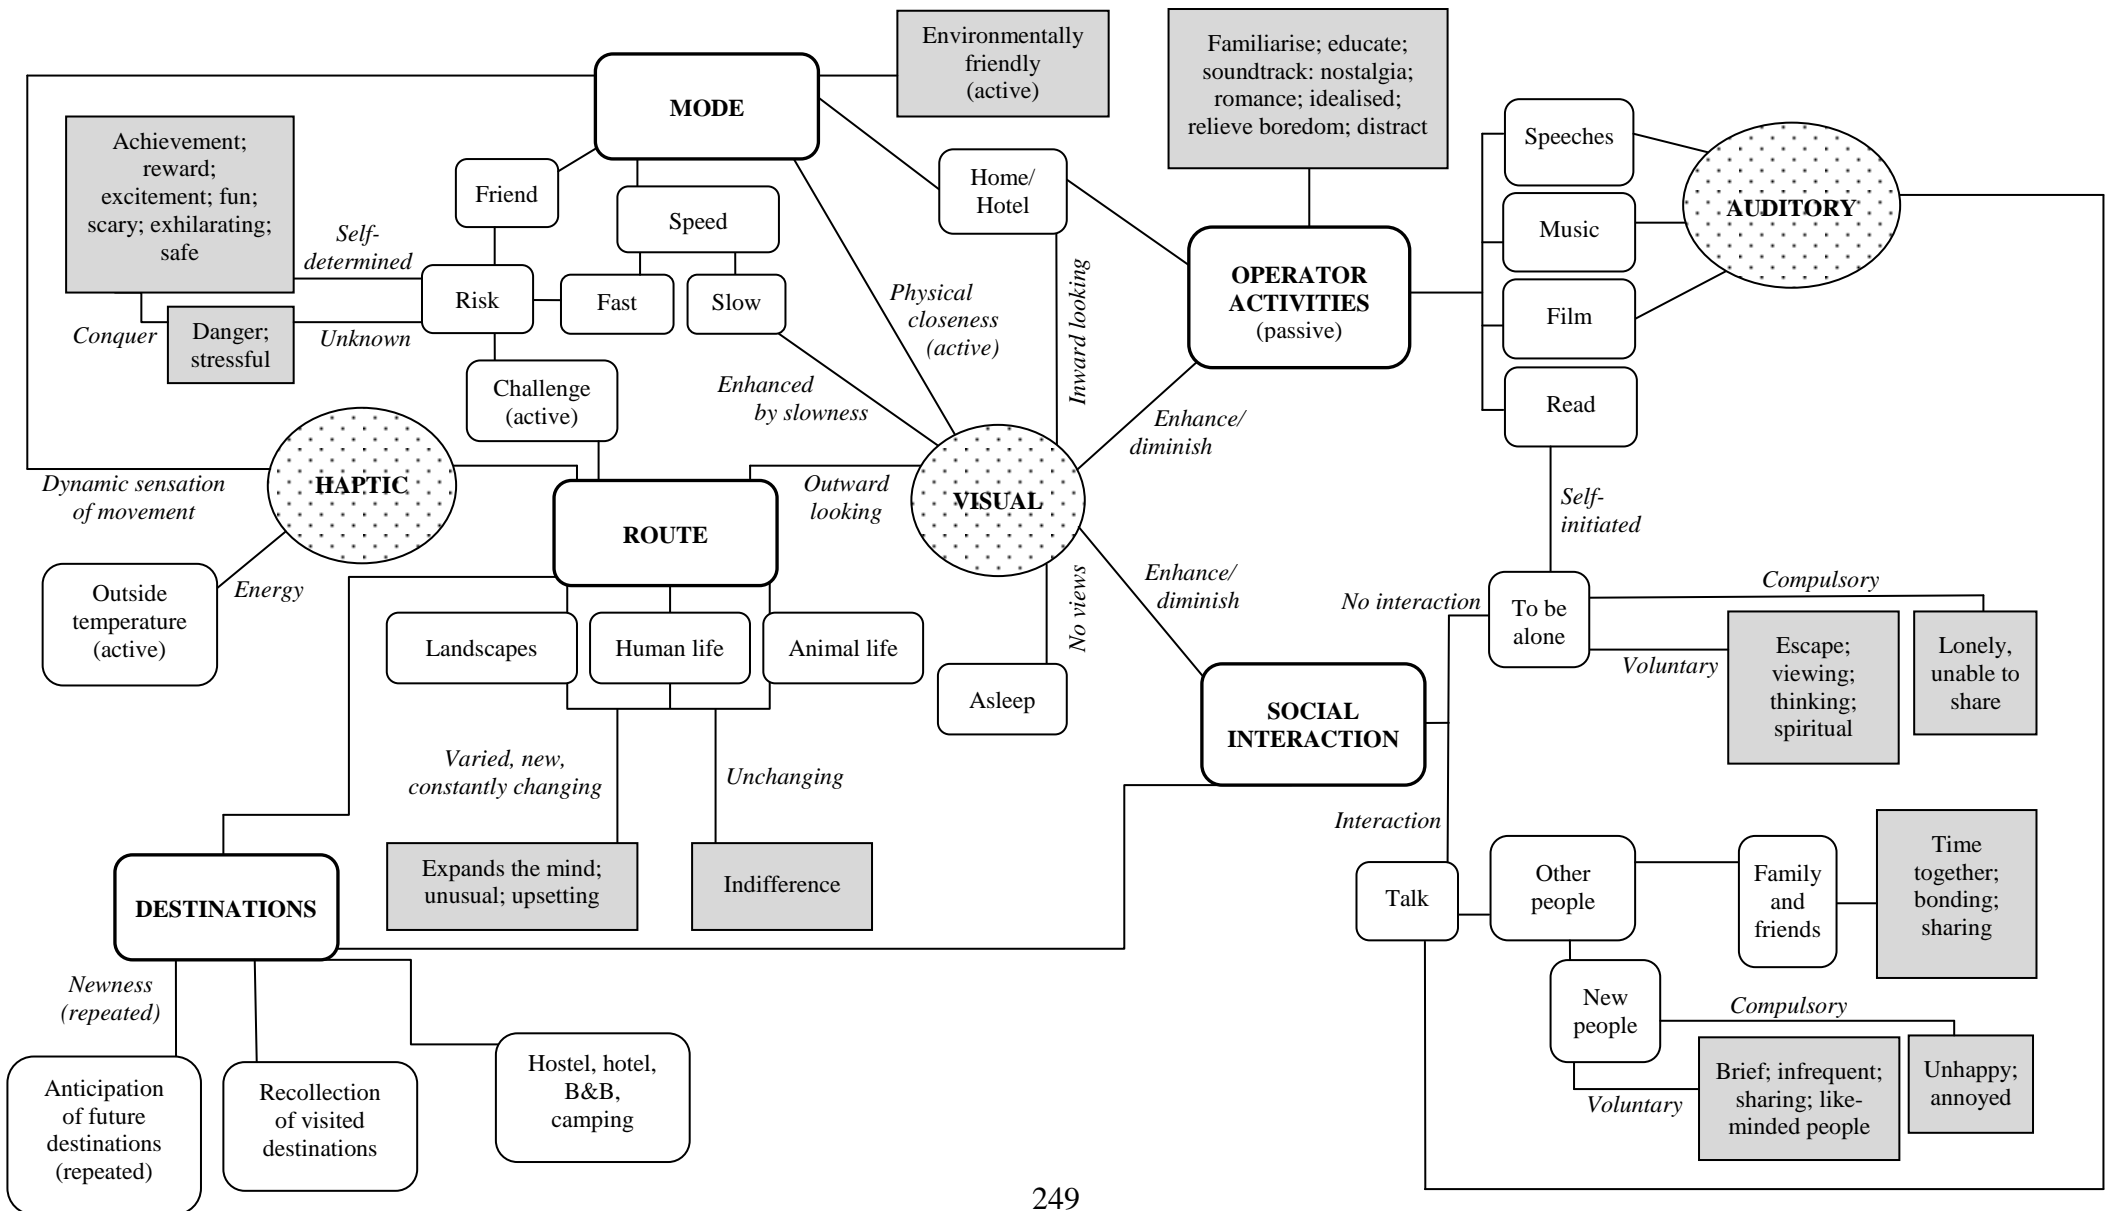 Environmentally
friendly
(active)
Familiarise; educate;
soundtrack: nostalgia;
romance; idealised;
relieve boredom; distract
MODE
Speeches
AUDITORY
Achievement;
reward;
excitement; fun;
scary; exhilarating;
safe
Friend
Speed
Home/
Hotel
Music
Self-
determined
OPERATOR
ACTIVITIES
(passive)
Risk
Fast
Slow
Physical
closeness
(active)
Inward looking
Film
Conquer
Danger;
stressful
Unknown
Challenge
(active)
Enhanced
by slowness
Enhance/
diminish
Read
Dynamic sensation
of movement
HAPTIC
Outward
looking
VISUAL
Self-
initiated
ROUTE
Outside
temperature
(active)
Energy
No views
Enhance/
diminish
No interaction
To be
alone
Compulsory
Voluntary
Escape;
viewing;
thinking;
spiritual
Lonely,
unable to
share
Landscapes
Human life
Animal life
Asleep
SOCIAL
INTERACTION
Varied, new,
constantly changing
Unchanging
Interaction
Expands the mind;
unusual; upsetting
Indifference
Talk
Other
people
Family
and
friends
Time
together;
bonding;
sharing
DESTINATIONS
Newness
(repeated)
New
people
Compulsory
Voluntary
Brief; infrequent;
sharing; like-
minded people
Unhappy;
annoyed
Anticipation
of future
destinations
(repeated)
Recollection
of visited
destinations
Hostel, hotel,
B&B,
camping
249